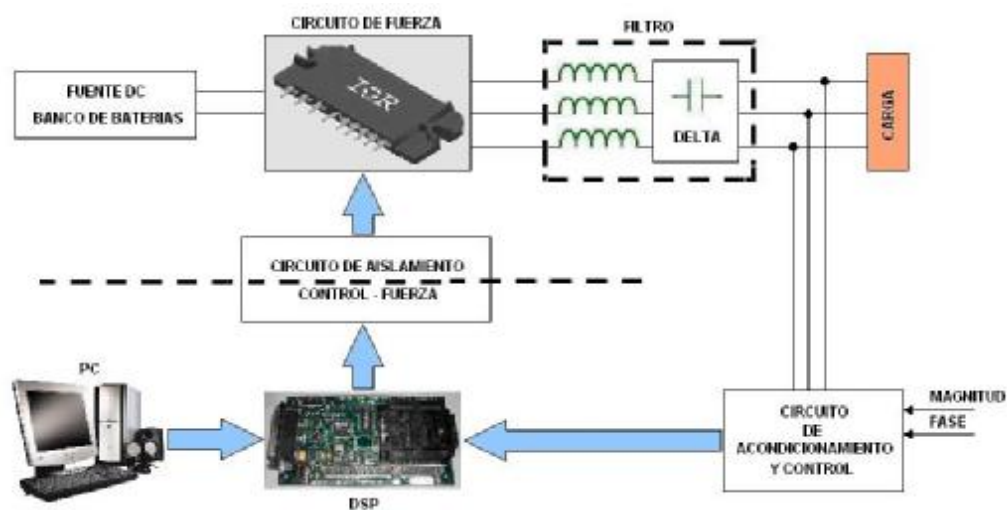 CIRCUITO DE FUERZA
FILTRO
FUENTE DC
BANCO DE BATERIAS
IOR
DELTA
CARGA
CIRCUITO DE AISLAMIENTO
CONTROL - FUERZA
PC
DSP
CIRCUITO
DE
ACONDICIONAMIENTO
Y CONTROL
MAGNITUD
FASE